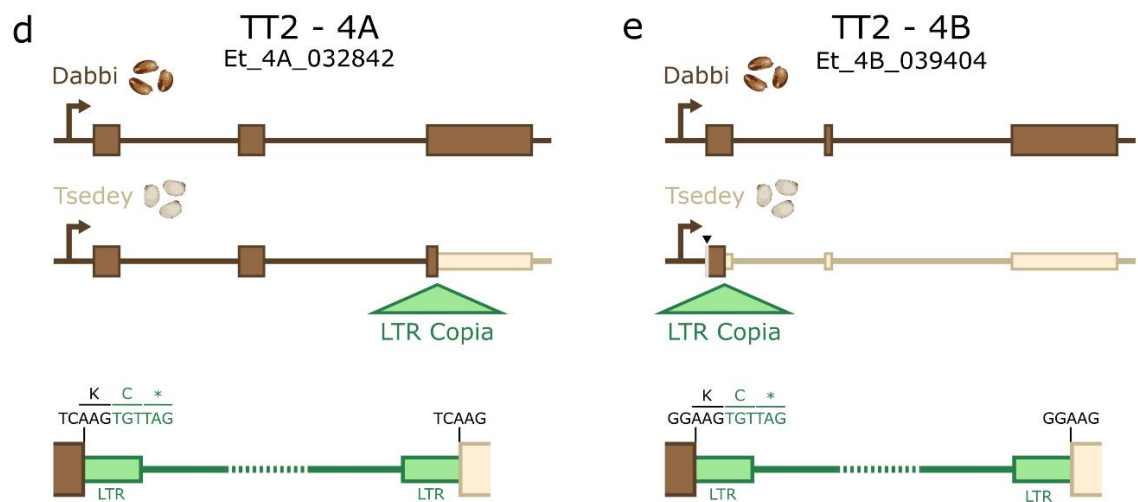 d
TT2 - 4A
Et_4A_032842
Dabbi
Tsedey
LTR Copia
K C *
TCAAGTGTTAG
TCAAG
LTR
LTR
e
TT2 - 4B
Et_4B_039404
Dabbi
Tsedey
LTR Copia
K C *
GGAAGTGTTAG
GGAAG
LTR
LTR